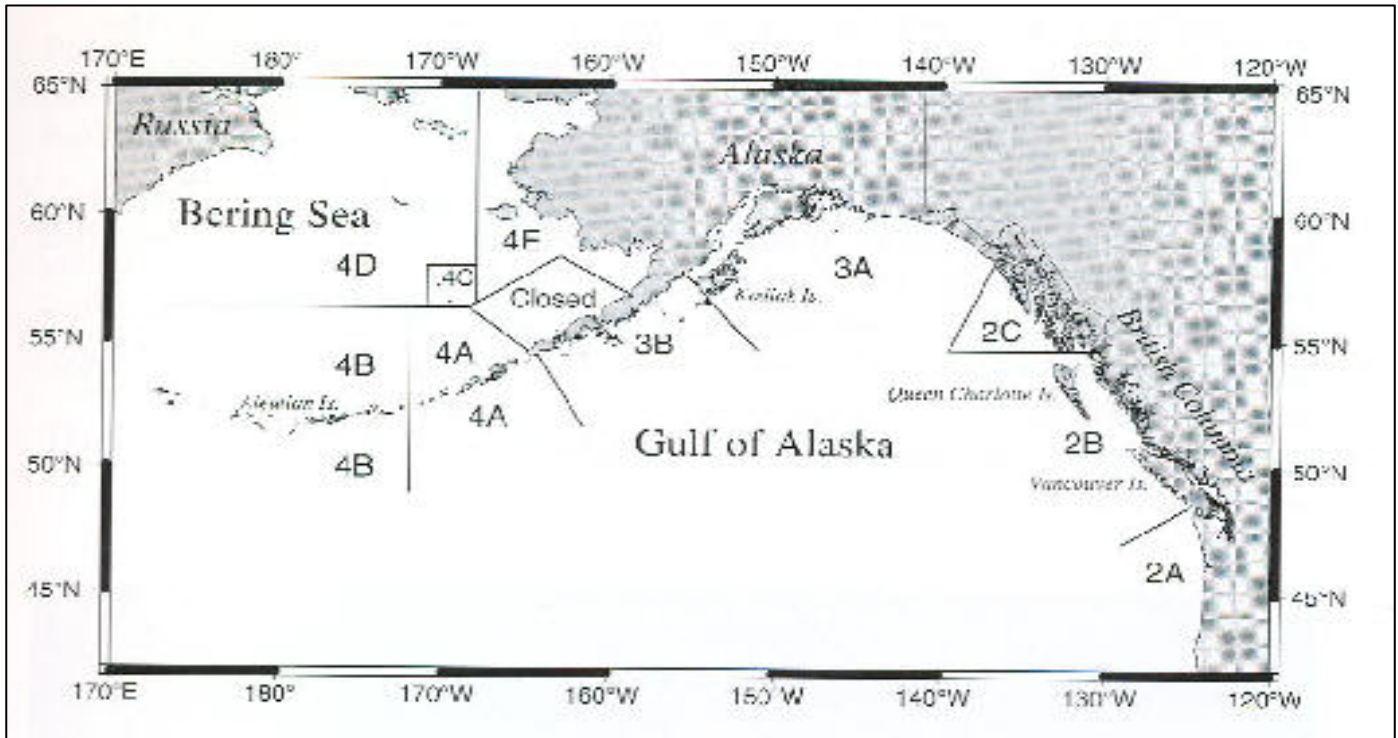 170°E 180° 170°W 160°W 150°W 140°W 130°W 120°W
65°N 65°N
Russia Alaska
60°N 60°N
Bering Sea
4E
4D 4C 3A
Closed Kodiak Is.
55°N 55°N
4B 4A 3B 2C British Columbia
Aleutian Is. 4A Queen Charlotte Is.
Gulf of Alaska 2B
50°N 4B 50°N
Vancouver Is.
2A
45°N 45°N
170°E 180° 170°W 160°W 150°W 140°W 130°W 120°W